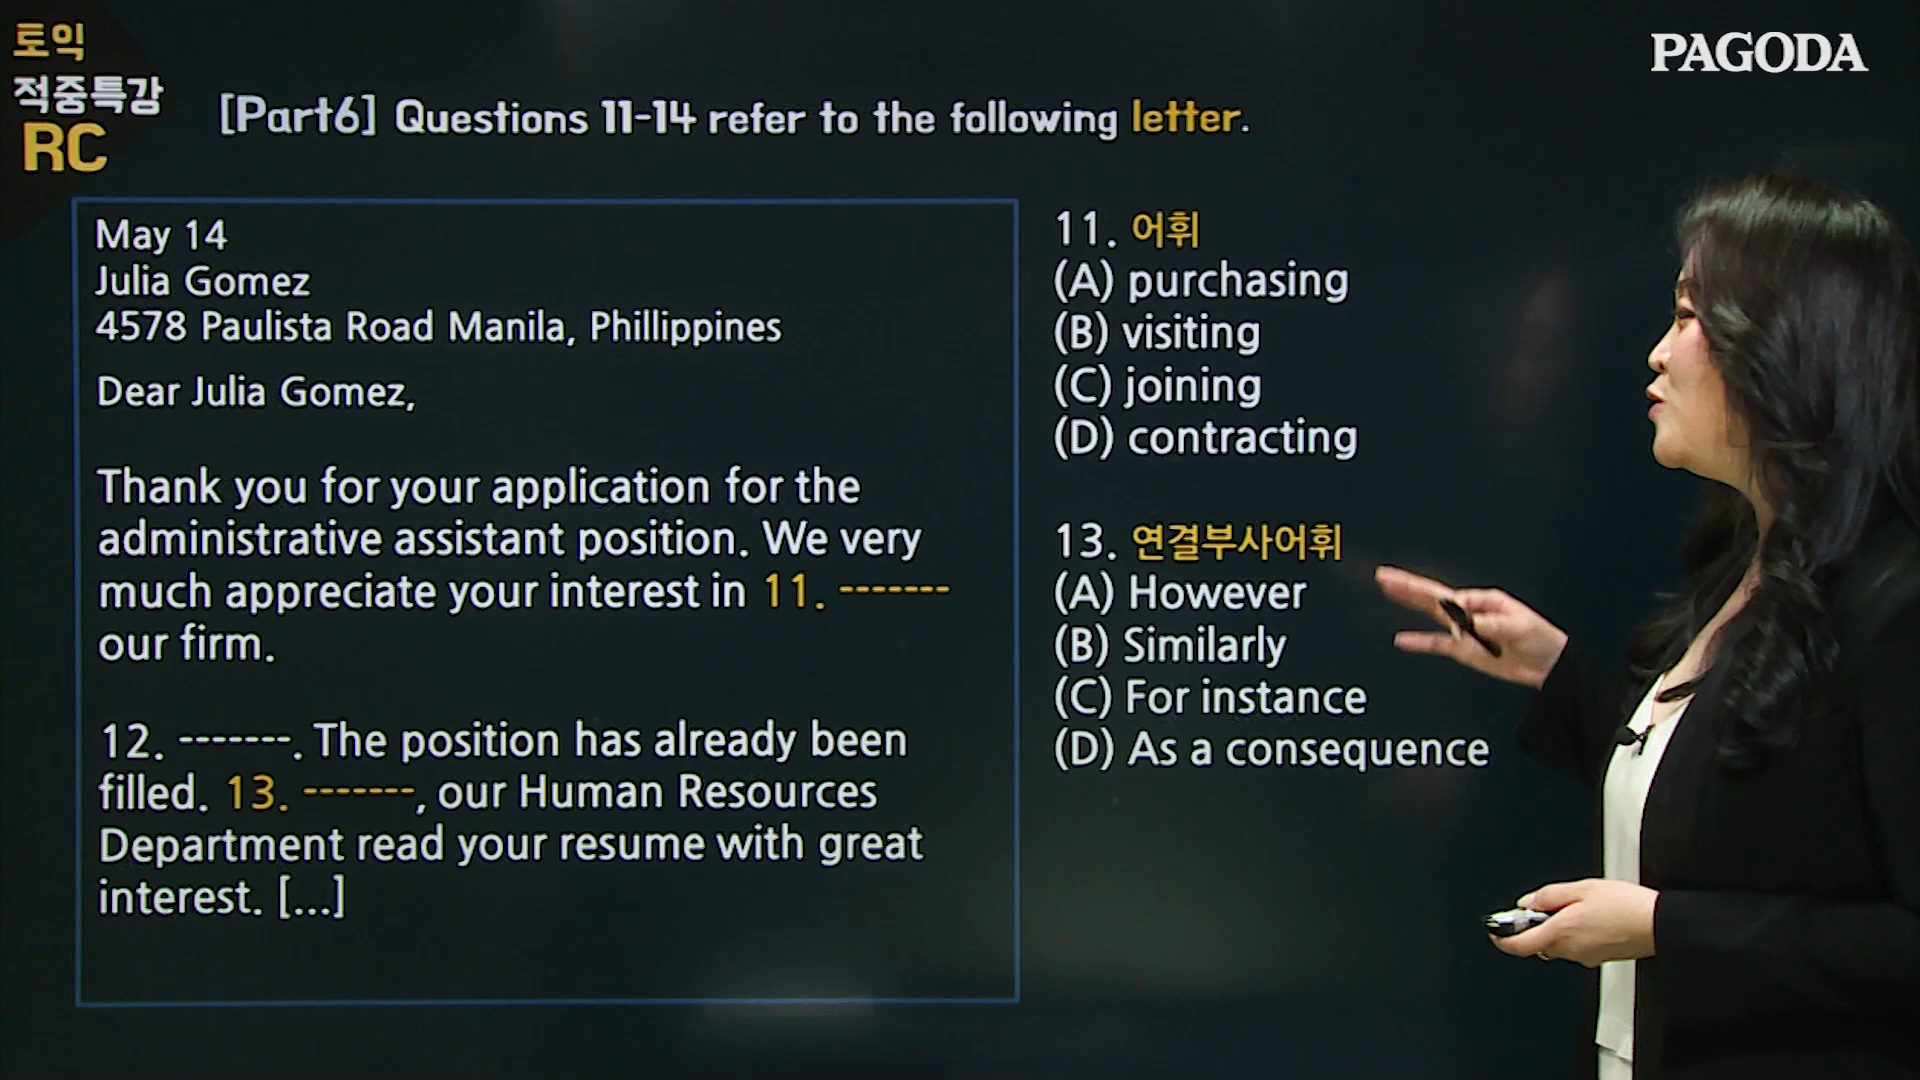 토익
적중특강
RC
PAGODA
[Part6] Questions 11-14 refer to the following letter.
May 14
Julia Gomez
4578 Paulista Road Manila, Phillippines
Dear Julia Gomez,
Thank you for your application for the
administrative assistant position. We very
much appreciate your interest in 11. -------
our firm.
12. -------. The position has already been
filled. 13. -------, our Human Resources
Department read your resume with great
interest. [...]
11. 어휘
(A) purchasing
(B) visiting
(C) joining
(D) contracting
13. 연결부사어휘
(A) However
(B) Similarly
(C) For instance
(D) As a consequence